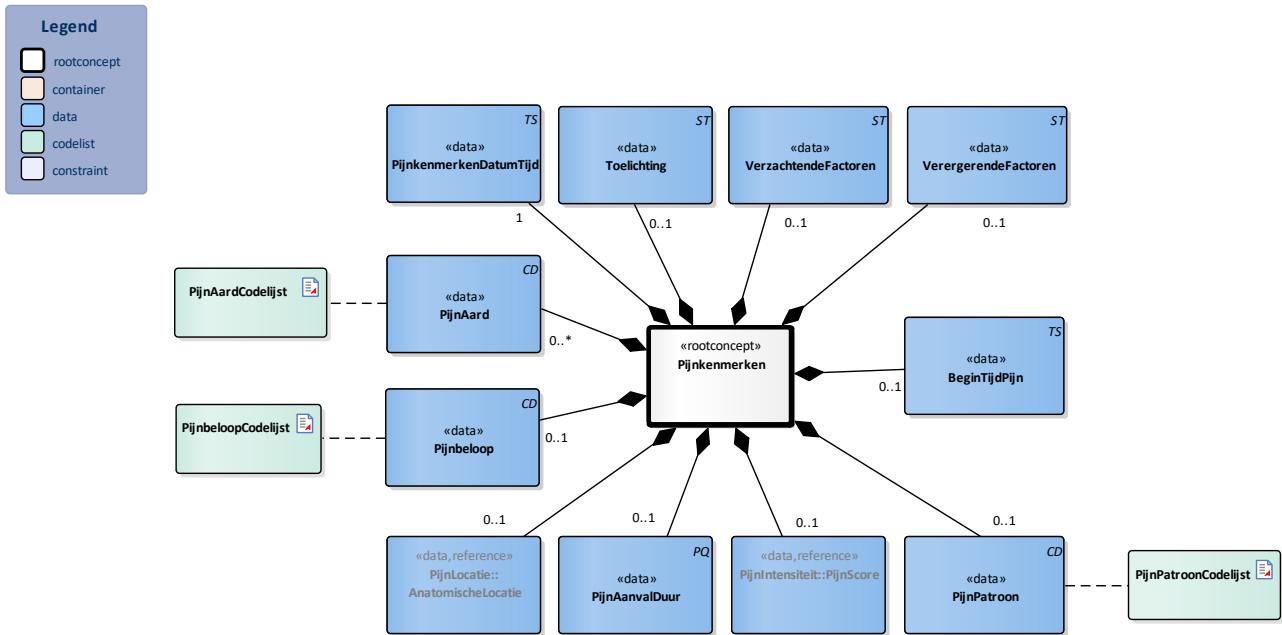 Legend
rootconcept
container
data
codelist
constraint
TS
«data»
PijnkenmerkenDatumTijd
1
ST
«data»
Toelichting
0..1
ST
«data»
VerzachtendeFactoren
0..1
ST
«data»
VerergerendeFactoren
0..1
PijnAardCodelijst
CD
«data»
PijnAard
0..*
«rootconcept»
Pijnkenmerken
TS
«data»
BeginTijdPijn
0..1
PijnbeloopCodelijst
CD
«data»
Pijnbeloop
0..1
0..1
«data,reference»
PijnLocatie::
AnatomischeLocatie
0..1
PQ
«data»
PijnAanvalDuur
0..1
«data,reference»
PijnIntensiteit::PijnScore
0..1
CD
«data»
PijnPatroon
PijnPatroonCodelijst